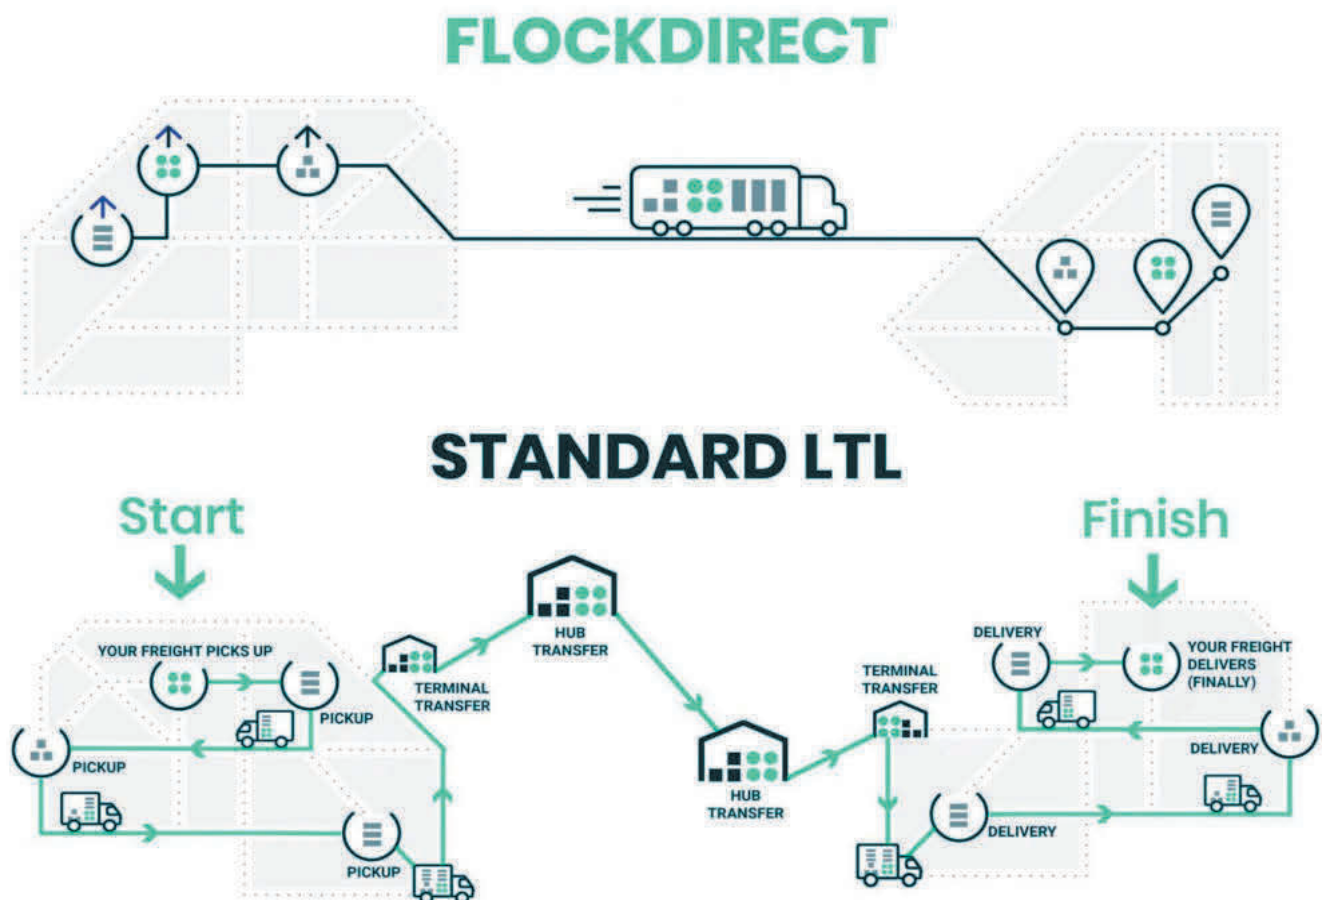 FLOCKDIRECT
STANDARD LTL
Start
Finish
YOUR FREIGHT PICKS UP
PICKUP
PICKUP
PICKUP
TERMINAL
TRANSFER
HUB
TRANSFER
HUB
TRANSFER
TERMINAL
TRANSFER
DELIVERY
DELIVERY
DELIVERY
YOUR FREIGHT
DELIVERS
(FINALLY)